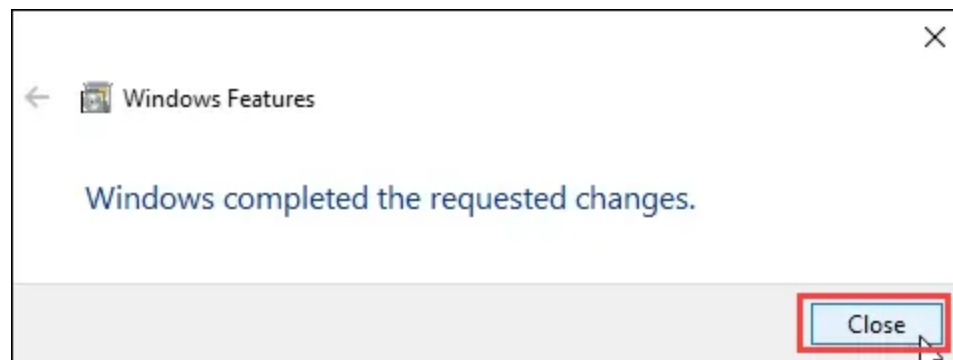 Windows Features
Windows completed the requested changes.
Close